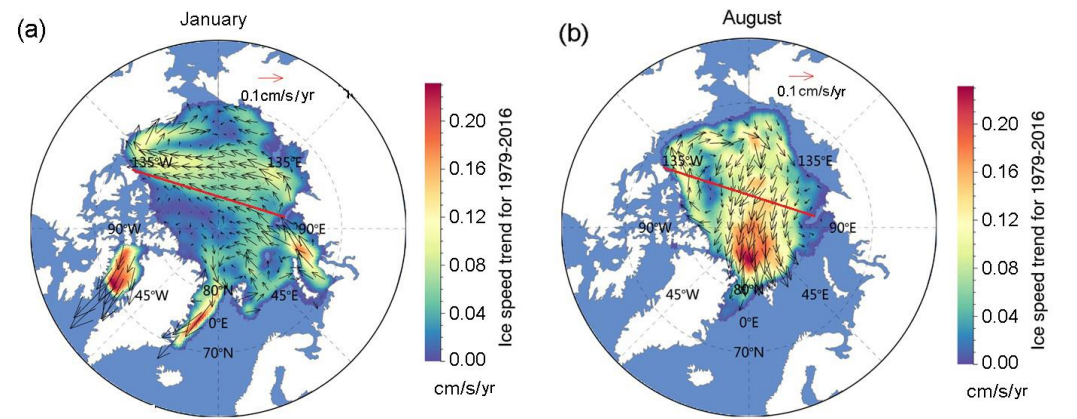 January
(a)
0.1cm/s/yr
135°W
135°E
90°W
90°E
45°W
80°N
45°E
0°E
70°N
0.20
0.16
0.12
0.08
0.04
0.00
cm/s/yr
Ice speed trend for 1979-2016
August
(b)
0.1cm/s/yr
135°W
135°E
90°W
90°E
45°W
80°N
45°E
0°E
70°N
0.20
0.16
0.12
0.08
0.04
0.00
cm/s/yr
Ice speed trend for 1979-2016